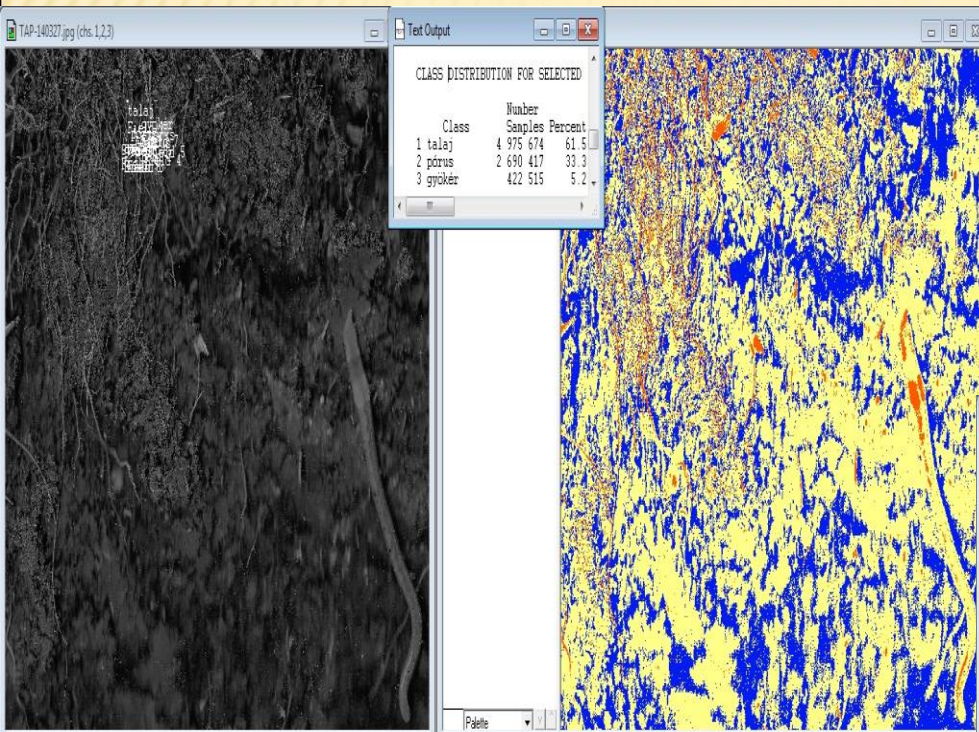 TAP-140327.jpg (chs. 1,2,3)
Text Output
CLASS DISTRIBUTION FOR SELECTED
Number
Class Samples Percent
1 talaj 4 975 674 61.5
2 pórus 2 690 417 33.3
3 gyökér 422 515 5.2
talaj
Palette